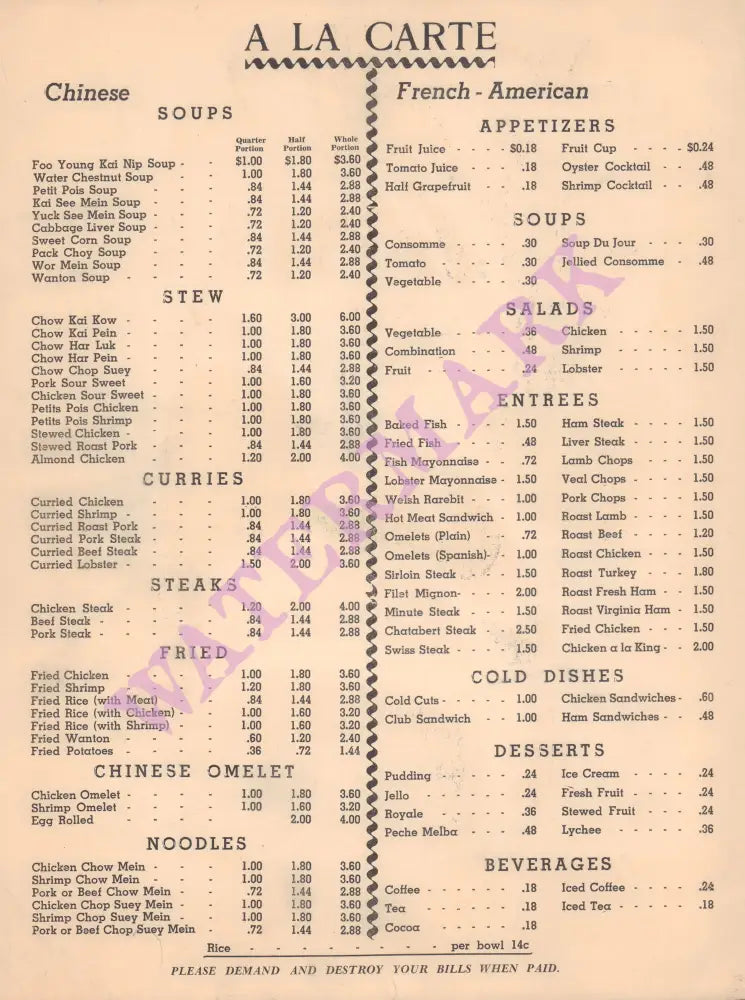 A LA CARTE
Chinese
SOUPS
Quarter Portion Half Portion Whole Portion
Foo Young Kai Nip Soup - - $1.00 $1.80 $3.60
Water Chestnut Soup - - 1.00 1.80 3.60
Petit Pois Soup - - .84 1.44 2.88
Kai See Mein Soup - - .84 1.44 2.88
Yuck See Mein Soup - - .72 1.20 2.40
Cabbage Liver Soup - - .72 1.20 2.40
Sweet Corn Soup - - .84 1.44 2.88
Pack Choy Soup - - .72 1.20 2.40
Wor Mein Soup - - .84 1.44 2.88
Wanton Soup - - - .72 1.20 2.40
STEW
Chow Kai Kow - - - 1.60 3.00 6.00
Chow Kai Pein - - - 1.00 1.80 3.60
Chow Har Luk - - - 1.00 1.80 3.60
Chow Har Pein - - - 1.00 1.80 3.60
Chow Chop Suey - - .84 1.44 2.88
Pork Sour Sweet - - 1.00 1.60 3.20
Chicken Sour Sweet - - 1.00 1.80 3.60
Petits Pois Chicken - - 1.00 1.80 3.60
Petits Pois Shrimp - - 1.00 1.80 3.60
Stewed Chicken - - - 1.00 1.80 3.60
Stewed Roast Pork - - .84 1.44 2.88
Almond Chicken - - 1.20 2.00 4.00
CURRIES
Curried Chicken - - - 1.00 1.80 3.60
Curried Shrimp - - - 1.00 1.80 3.60
Curried Roast Pork - - .84 1.44 2.88
Curried Pork Steak - - .84 1.44 2.88
Curried Beef Steak - - .84 1.44 2.88
Curried Lobster - - - 1.50 2.00 3.60
STEAKS
Chicken Steak - - - 1.20 2.00 4.00
Beef Steak - - - - .84 1.44 2.88
Pork Steak - - - - .84 1.44 2.88
FRIED
Fried Chicken - - - 1.00 1.80 3.60
Fried Shrimp - - - 1.20 1.80 3.60
Fried Rice (with Meat) - - .84 1.44 2.88
Fried Rice (with Chicken) - - 1.00 1.60 3.20
Fried Rice (with Shrimp) - 1.00 1.60 3.20
Fried Wanton - - - - .60 1.20 2.40
Fried Potatoes - - - .36 .72 1.44
CHINESE OMELET
Chicken Omelet - - - 1.00 1.80 3.60
Shrimp Omelet - - - 1.00 1.60 3.20
Egg Rolled 2.00 4.00
NOODLES
Chicken Chow Mein - - - 1.00 1.80 3.60
Shrimp Chow Mein - - - 1.00 1.80 3.60
Pork or Beef Chow Mein - - .72 1.44 2.88
Chicken Chop Suey Mein - - 1.00 1.80 3.60
Shrimp Chop Suey Mein - - 1.00 1.80 3.60
Pork or Beef Chop Suey Mein - .72 1.44 2.88
French - American
APPETIZERS
Fruit Juice - - - - $0.18 Fruit Cup - - - - $0.24
Tomato Juice - - - .18 Oyster Cocktail - - .48
Half Grapefruit - - .18 Shrimp Cocktail - - .48
SOUPS
Consomme - - - - .30 Soup Du Jour - - - .30
Tomato - - - - .30 Jellied Consomme - .48
Vegetable - - - - .30
SALADS
Vegetable - - - - .36 Chicken - - - - - 1.50
Combination - - - .48 Shrimp - - - - - 1.50
Fruit - - - - - .24 Lobster - - - - - 1.50
ENTREES
Baked Fish - - - - 1.50 Ham Steak - - - - 1.50
Fried Fish - - - - .48 Liver Steak - - - - 1.50
Fish Mayonnaise - - .72 Lamb Chops - - - 1.50
Lobster Mayonnaise - 1.50 Veal Chops - - - - 1.50
Welsh Rarebit - - - 1.00 Pork Chops - - - - 1.50
Hot Meat Sandwich - 1.00 Roast Lamb - - - - 1.50
Omelets (Plain) - - .72 Roast Beef - - - - 1.20
Omelets (Spanish)- - 1.00 Roast Chicken - - - 1.50
Sirloin Steak - - - 1.50 Roast Turkey - - - 1.80
Filet Mignon- - - - 2.00 Roast Fresh Ham - - 1.50
Minute Steak - - - 1.50 Roast Virginia Ham - 1.50
Chatabert Steak - - 2.50 Fried Chicken - - - 1.50
Swiss Steak - - - - 1.50 Chicken a la King - - 2.00
COLD DISHES
Cold Cuts - - - - - 1.00 Chicken Sandwiches - .60
Club Sandwich - - 1.00 Ham Sandwiches - - .48
DESSERTS
Pudding - - - - - .24 Ice Cream - - - - .24
Jello - - - - - - .24 Fresh Fruit - - - - .24
Royale - - - - - .36 Stewed Fruit - - - .24
Peche Melba - - - .48 Lychee - - - - - .36
BEVERAGES
Coffee - - - - - - .18 Iced Coffee - - - - .24
Tea - - - - - - .18 Iced Tea - - - - - .18
Cocoa - - - - - .18
Rice - - - - - - - - per bowl 14c
PLEASE DEMAND AND DESTROY YOUR BILLS WHEN PAID.
WATERMARK